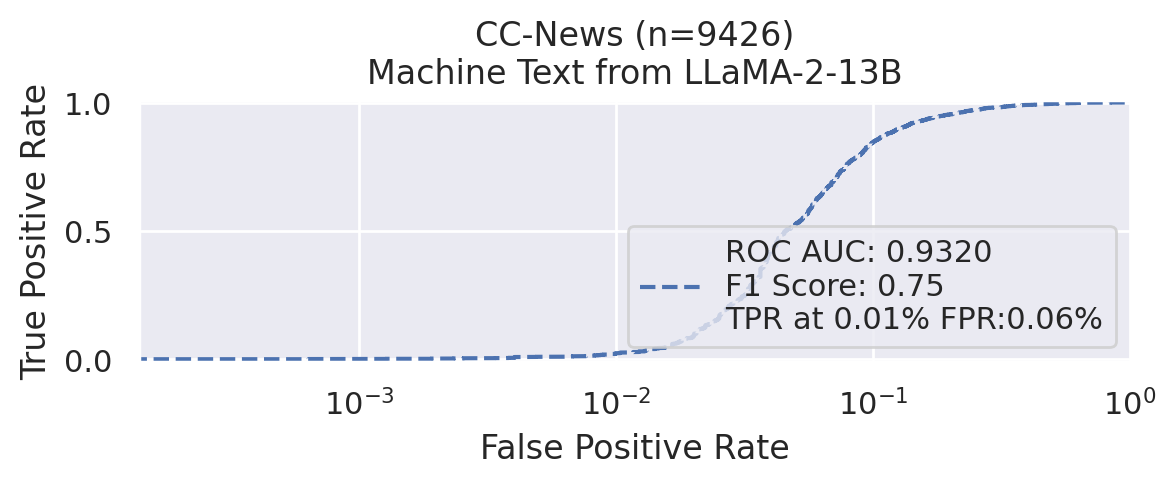 CC-News (n=9426)
Machine Text from LLaMA-2-13B
True Positive Rate
1.0
0.5
0.0
ROC AUC: 0.9320
F1 Score: 0.75
TPR at 0.01% FPR:0.06%
10⁻³
10⁻²
10⁻¹
10⁰
False Positive Rate